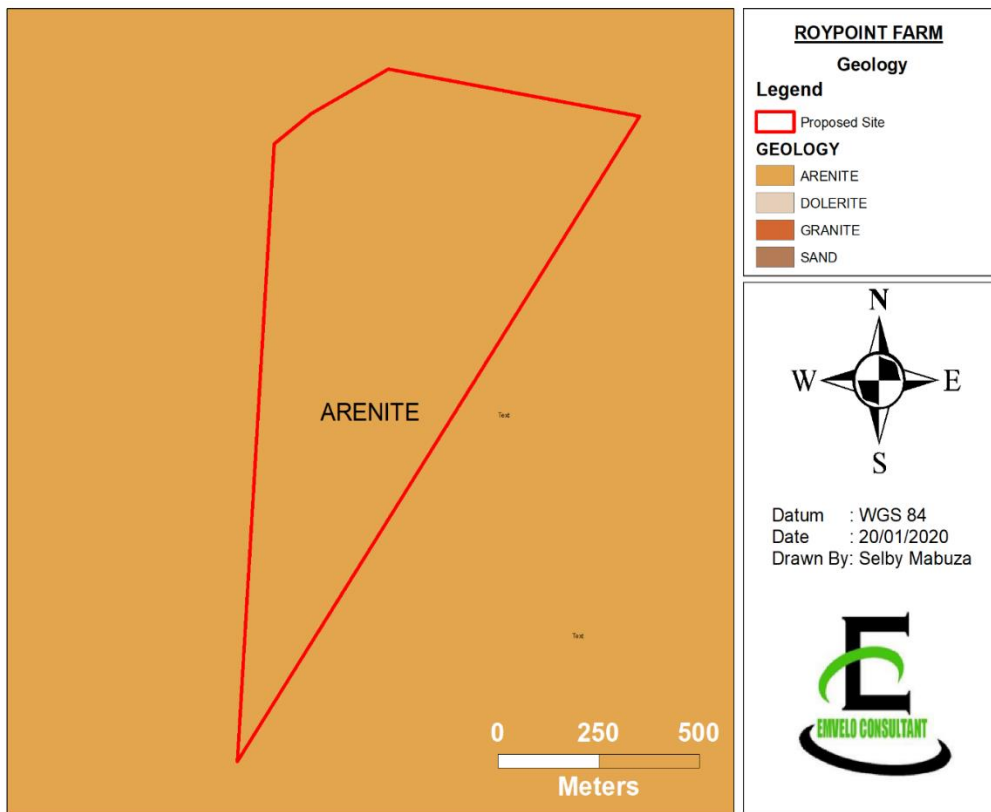 ARENITE
Text
Text
0 250 500
Meters
ROYPOINT FARM
Geology
Legend
Proposed Site
GEOLOGY
ARENITE
DOLERITE
GRANITE
SAND
N
W E
S
Datum : WGS 84
Date : 20/01/2020
Drawn By: Selby Mabuza
E
EMVELO CONSULTANT